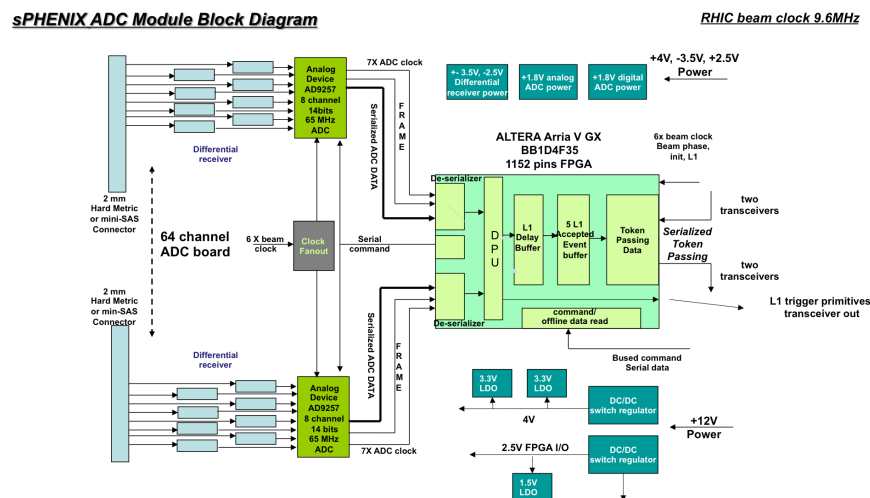 sPHENIX ADC Module Block Diagram
RHIC beam clock 9.6MHz
Analog
Device
AD9257
8 channel
14bits
65 MHz
ADC
7X ADC clock
F
R
A
M
E
Serialized ADC DATA
+- 3.5V, -2.5V
Differential
receiver power
+1.8V analog
ADC power
+1.8V digital
ADC power
+4V, -3.5V, +2.5V
Power
Differential
receiver
ALTERA Arria V GX
BB1D4F35
1152 pins FPGA
6x beam clock
Beam phase,
init, L1
2 mm
Hard Metric
or mini-SAS
Connector
64 channel
ADC board
6 X beam
clock
Clock
Fanout
Serial
command
De-serializer
D
P
U
L1
Delay
Buffer
5 L1
Accepted
Event
buffer
Token
Passing
Data
two
transceivers
Serialized
Token
Passing
two
transceivers
L1 trigger primitives
transceiver out
De-serializer
command/
offline data read
Bused command
Serial data
2 mm
Hard Metric
or min-SAS
Connector
Differential
receiver
Serialized ADC DATA
F
R
A
M
E
Analog
Device
AD9257
8 channel
14 bits
65 MHz
ADC
7X ADC clock
3.3V
LDO
3.3V
LDO
DC/DC
switch regulator
4V
+12V
Power
2.5V FPGA I/O
DC/DC
switch regulator
1.5V
LDO